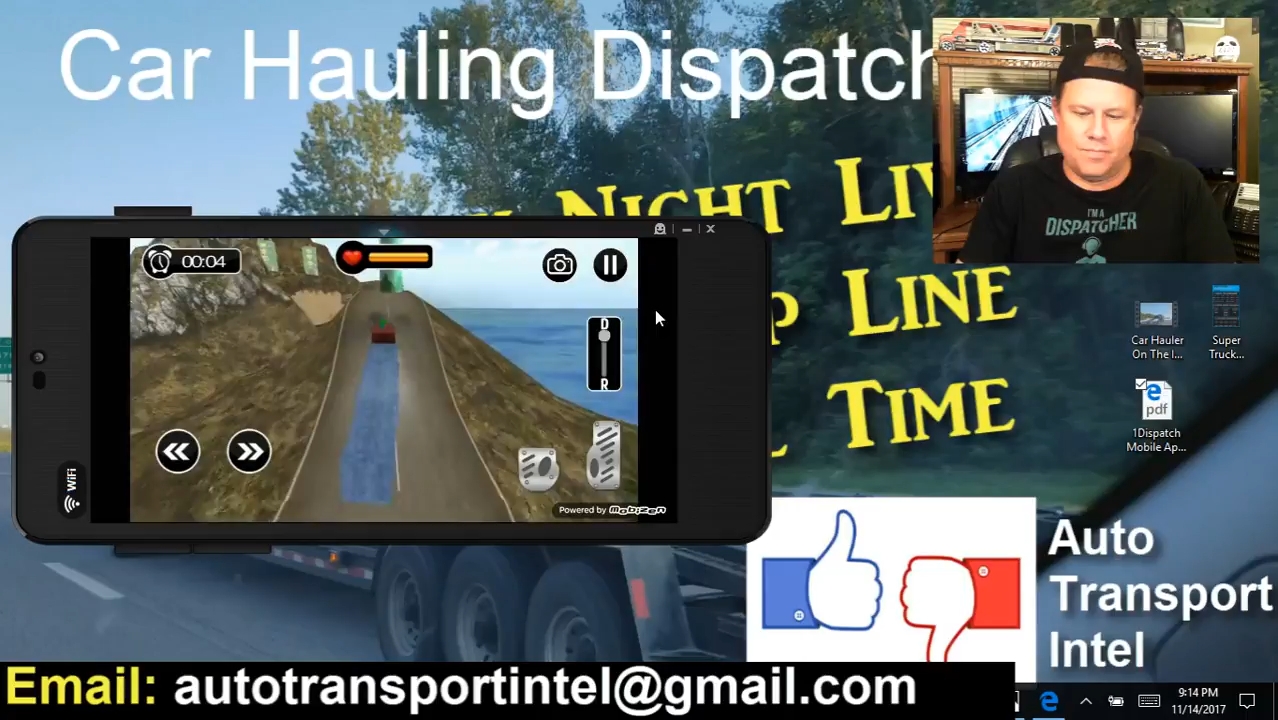 Car Hauling Dispatch
Night Liv
p Line
Time
I'M A
DISPATCHER
00:04
D
R
WiFi
Powered by Mobizen
Car Hauler
On The I...
Super
Truck...
pdf
1Dispatch
Mobile Ap...
Auto
Transport
Intel
Email: autotransportintel@gmail.com
9:14 PM
11/14/2017